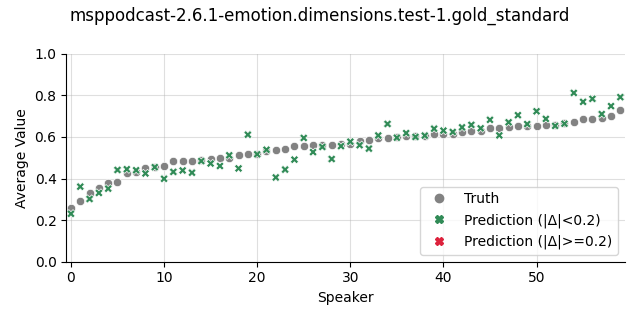 msppodcast-2.6.1-emotion.dimensions.test-1.gold_standard
1.0
0.8
0.6
0.4
0.2
0.0
Average Value
Truth
Prediction (|Δ|<0.2)
Prediction (|Δ|>=0.2)
0 10 20 30 40 50
Speaker